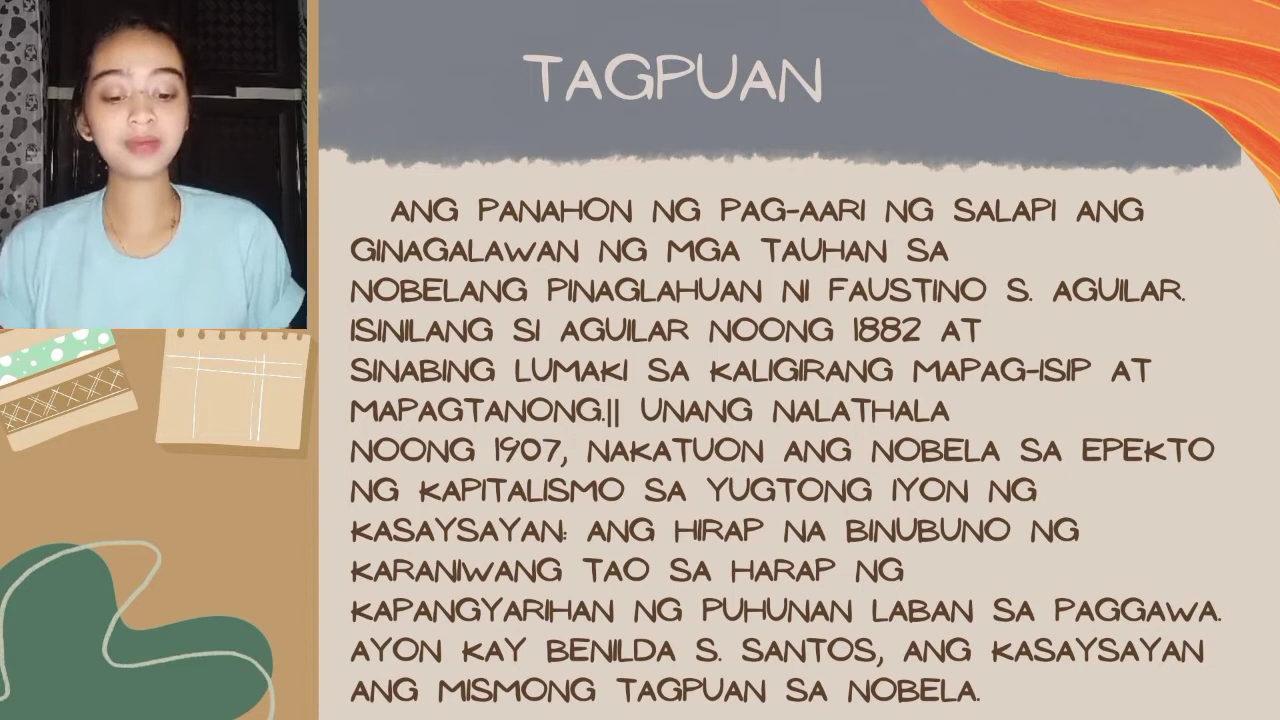 TAGPUAN
ANG PANAHON NG PAG-AARI NG SALAPI ANG
GINAGALAWAN NG MGA TAUHAN SA
NOBELANG PINAGLAHUAN NI FAUSTINO S. AGUILAR.
ISINILANG SI AGUILAR NOONG 1882 AT
SINABING LUMAKI SA KALIGIRANG MAPAG-ISIP AT
MAPAGTANONG.|| UNANG NALATHALA
NOONG 1907, NAKATUON ANG NOBELA SA EPEKTO
NG KAPITALISMO SA YUGTONG IYON NG
KASAYSAYAN: ANG HIRAP NA BINUBUNO NG
KARANIWANG TAO SA HARAP NG
KAPANGYARIHAN NG PUHUNAN LABAN SA PAGGAWA.
AYON KAY BENILDA S. SANTOS, ANG KASAYSAYAN
ANG MISMONG TAGPUAN SA NOBELA.